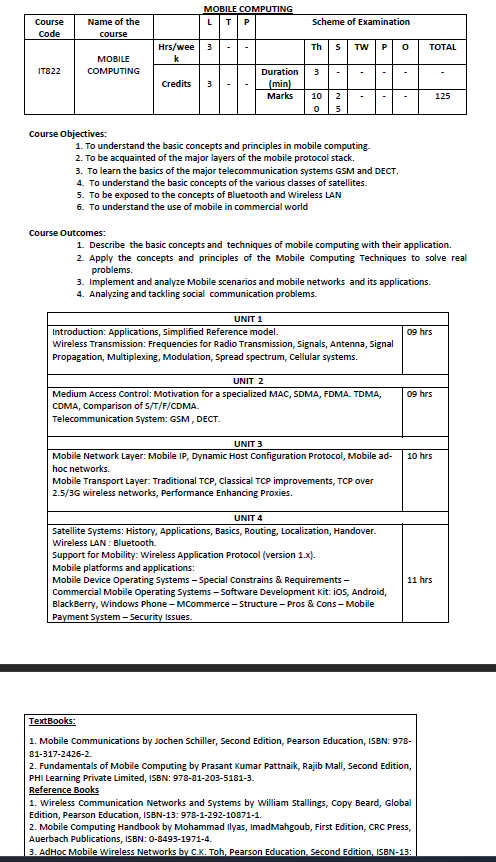 MOBILE COMPUTING
Course Code Name of the course L T P Scheme of Examination
IT822 MOBILE COMPUTING Hrs/week 3 - - Th S TW P O TOTAL
Credits 3 - - Duration (min) 3 - - - - -
Marks 100 25 - - - 125
Course Objectives:
1. To understand the basic concepts and principles in mobile computing.
2. To be acquainted of the major layers of the mobile protocol stack.
3. To learn the basics of the major telecommunication systems GSM and DECT.
4. To understand the basic concepts of the various classes of satellites.
5. To be exposed to the concepts of Bluetooth and Wireless LAN
6. To understand the use of mobile in commercial world
Course Outcomes:
1. Describe the basic concepts and techniques of mobile computing with their application.
2. Apply the concepts and principles of the Mobile Computing Techniques to solve real
problems.
3. Implement and analyze Mobile scenarios and mobile networks and its applications.
4. Analyzing and tackling social communication problems.
UNIT 1
Introduction: Applications, Simplified Reference model. 09 hrs
Wireless Transmission: Frequencies for Radio Transmission, Signals, Antenna, Signal
Propagation, Multiplexing, Modulation, Spread spectrum, Cellular systems.
UNIT 2
Medium Access Control: Motivation for a specialized MAC, SDMA, FDMA. TDMA, 09 hrs
CDMA, Comparison of S/T/F/CDMA.
Telecommunication System: GSM , DECT.
UNIT 3
Mobile Network Layer: Mobile IP, Dynamic Host Configuration Protocol, Mobile ad- 10 hrs
hoc networks.
Mobile Transport Layer: Traditional TCP, Classical TCP improvements, TCP over
2.5/3G wireless networks, Performance Enhancing Proxies.
UNIT 4
Satellite Systems: History, Applications, Basics, Routing, Localization, Handover.
Wireless LAN : Bluetooth.
Support for Mobility: Wireless Application Protocol (version 1.x).
Mobile platforms and applications:
Mobile Device Operating Systems – Special Constrains & Requirements – 11 hrs
Commercial Mobile Operating Systems – Software Development Kit: iOS, Android,
BlackBerry, Windows Phone – MCommerce – Structure – Pros & Cons – Mobile
Payment System – Security Issues.
TextBooks:
1. Mobile Communications by Jochen Schiller, Second Edition, Pearson Education, ISBN: 978-
81-317-2426-2.
2. Fundamentals of Mobile Computing by Prasant Kumar Pattnaik, Rajib Mall, Second Edition,
PHI Learning Private Limited, ISBN: 978-81-203-5181-3.
Reference Books
1. Wireless Communication Networks and Systems by William Stallings, Copy Beard, Global
Edition, Pearson Education, ISBN-13: 978-1-292-10871-1.
2. Mobile Computing Handbook by Mohammad Ilyas, ImadMahgoub, First Edition, CRC Press,
Auerbach Publications, ISBN: 0-8493-1971-4.
3. AdHoc Mobile Wireless Networks by C.K. Toh, Pearson Education, Second Edition, ISBN-13: